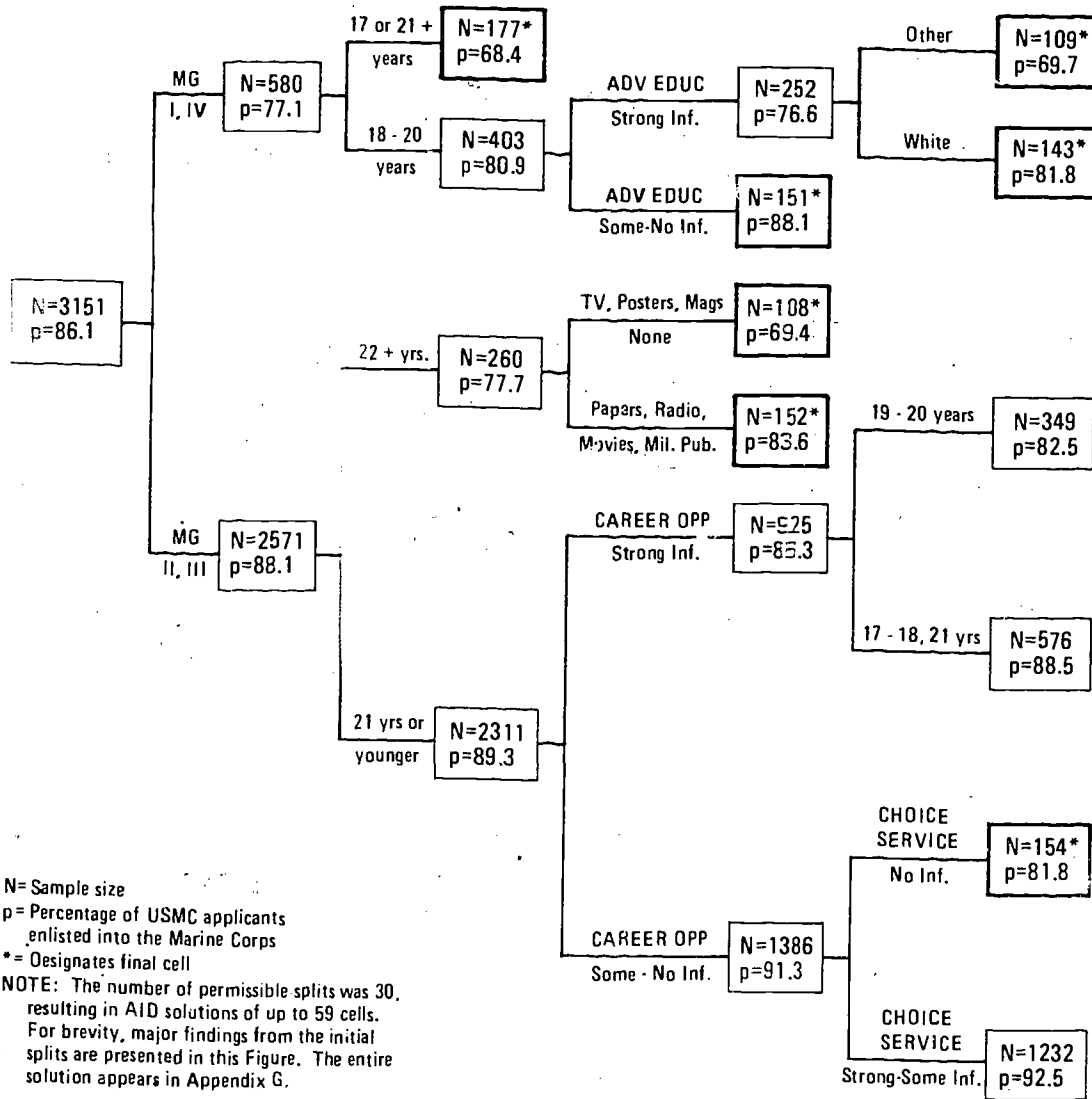 17 or 21 +
years
N=177*
p=68.4
Other
N=109*
p=69.7
MG
I, IV
N=580
p=77.1
ADV EDUC
Strong Inf.
N=252
p=76.6
18 - 20
years
N=403
p=80.9
White
N=143*
p=81.8
ADV EDUC
Some-No Inf.
N=151*
p=88.1
N=3151
p=86.1
TV, Posters, Mags
None
N=108*
p=69.4
22 + yrs.
N=260
p=77.7
Papers, Radio,
Movies, Mil. Pub.
N=152*
p=83.6
19 - 20 years
N=349
p=82.5
MG
II, III
N=2571
p=88.1
CAREER OPP
Strong Inf.
N=925
17 - 18, 21 yrs
N=576
p=88.5
21 yrs or
younger
N=2311
p=89.3
CHOICE
SERVICE
No Inf.
N=154*
p=81.8
CAREER OPP
Some - No Inf.
N=1386
p=91.3
CHOICE
SERVICE
Strong-Some Inf.
N=1232
p=92.5
N= Sample size
p= Percentage of USMC applicants
enlisted into the Marine Corps
*= Designates final cell
NOTE: The number of permissible splits was 30,
resulting in AID solutions of up to 59 cells.
For brevity, major findings from the initial
splits are presented in this Figure. The entire
solution appears in Appendix G.